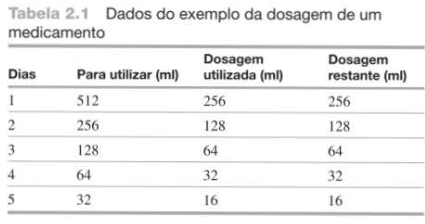 Tabela 2.1 Dados do exemplo da dosagem de um
medicamento
Dias Para utilizar (ml) Dosagem utilizada (ml) Dosagem restante (ml)
1 512 256 256
2 256 128 128
3 128 64 64
4 64 32 32
5 32 16 16